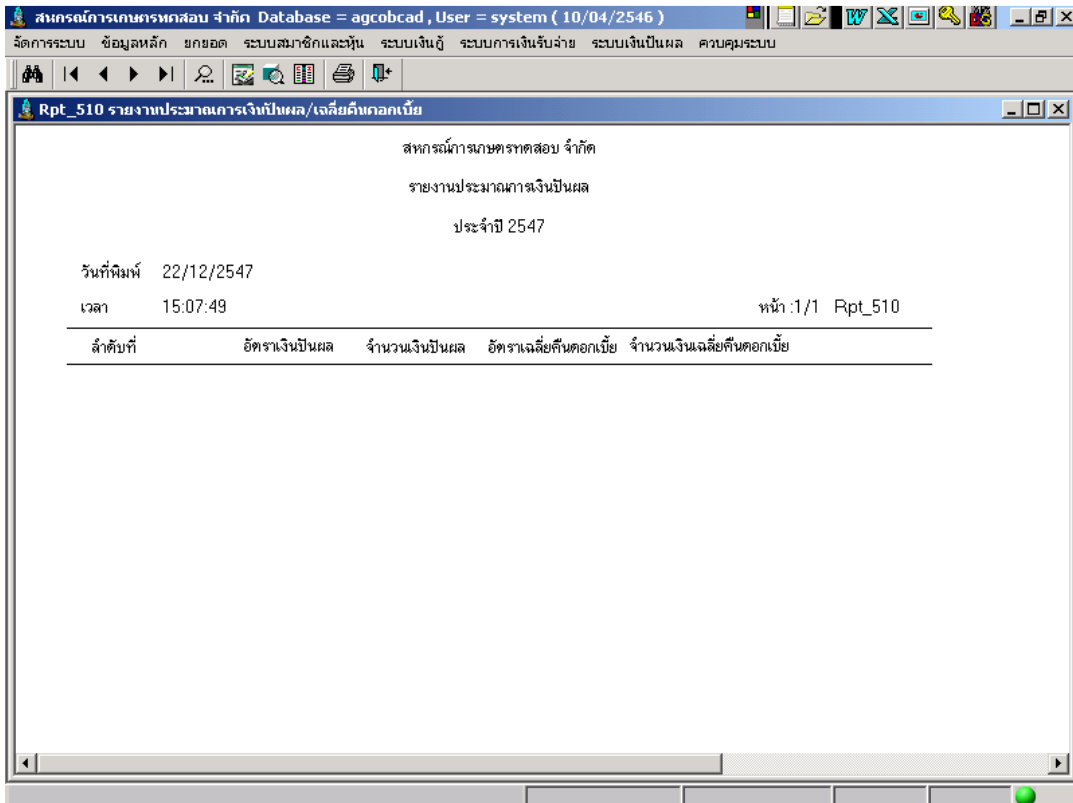 สหกรณ์การเกษตรทดสอบ จำกัด Database = agcobcad , User = system ( 10/04/2546 )
จัดการระบบ ข้อมูลหลัก ยกยอด ระบบสมาชิกและหุ้น ระบบเงินกู้ ระบบการเงินรับจ่าย ระบบเงินปันผล ควบคุมระบบ
Rpt_510 รายงานประมาณการเงินปันผล/เฉลี่ยคืนดอกเบี้ย
สหกรณ์การเกษตรทดสอบ จำกัด
รายงานประมาณการเงินปันผล
ประจำปี 2547
วันที่พิมพ์ 22/12/2547
เวลา 15:07:49 หน้า :1/1 Rpt_510
ลำดับที่ อัตราเงินปันผล จำนวนเงินปันผล อัตราเฉลี่ยคืนดอกเบี้ย จำนวนเงินเฉลี่ยคืนดอกเบี้ย